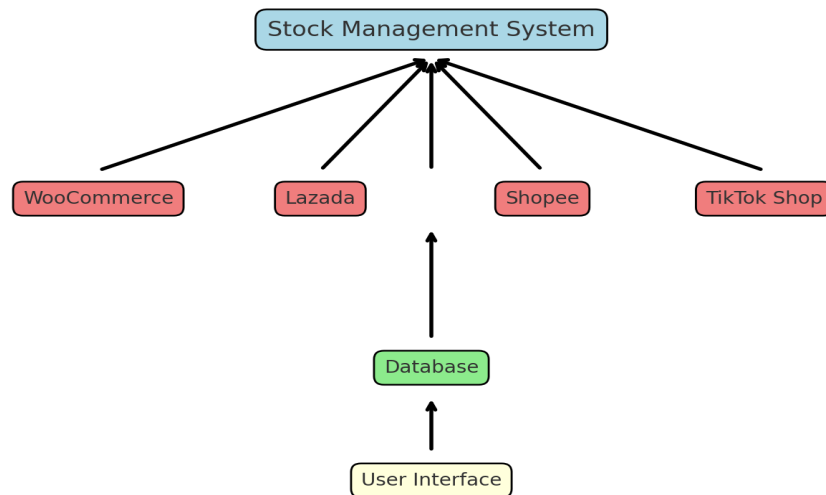 Stock Management System
WooCommerce
Lazada
Shopee
TikTok Shop
Database
User Interface